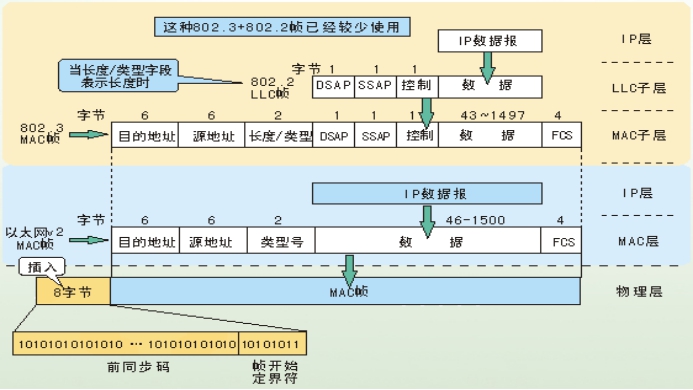 这种802.3+802.2帧已经较少使用
IP数据报
IP层
当长度/类型字段
表示长度时
字节 1 1 1
802.2
LLC帧
DSAP SSAP 控制 数 据
LLC子层
字节 6 6 2 1 1 1 43~1497 4
802.3
MAC帧
目的地址 源地址 长度/类型 DSAP SSAP 控制 数 据 FCS
MAC子层
IP数据报
IP层
字节 6 6 2 46-1500 4
以太网v2
MAC帧
目的地址 源地址 类型号 数 据 FCS
MAC层
插入
8字节
MAC帧
物理层
10101010101010 … 10101010101010101011
前同步码
帧开始
定界符